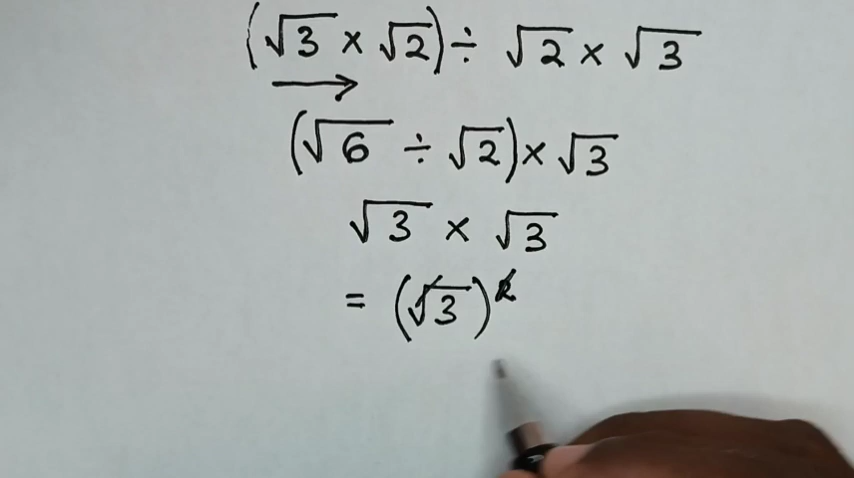 (√3 × √2) ÷ √2 × √3
(√6 ÷ √2) × √3
√3 × √3
= (√3)²